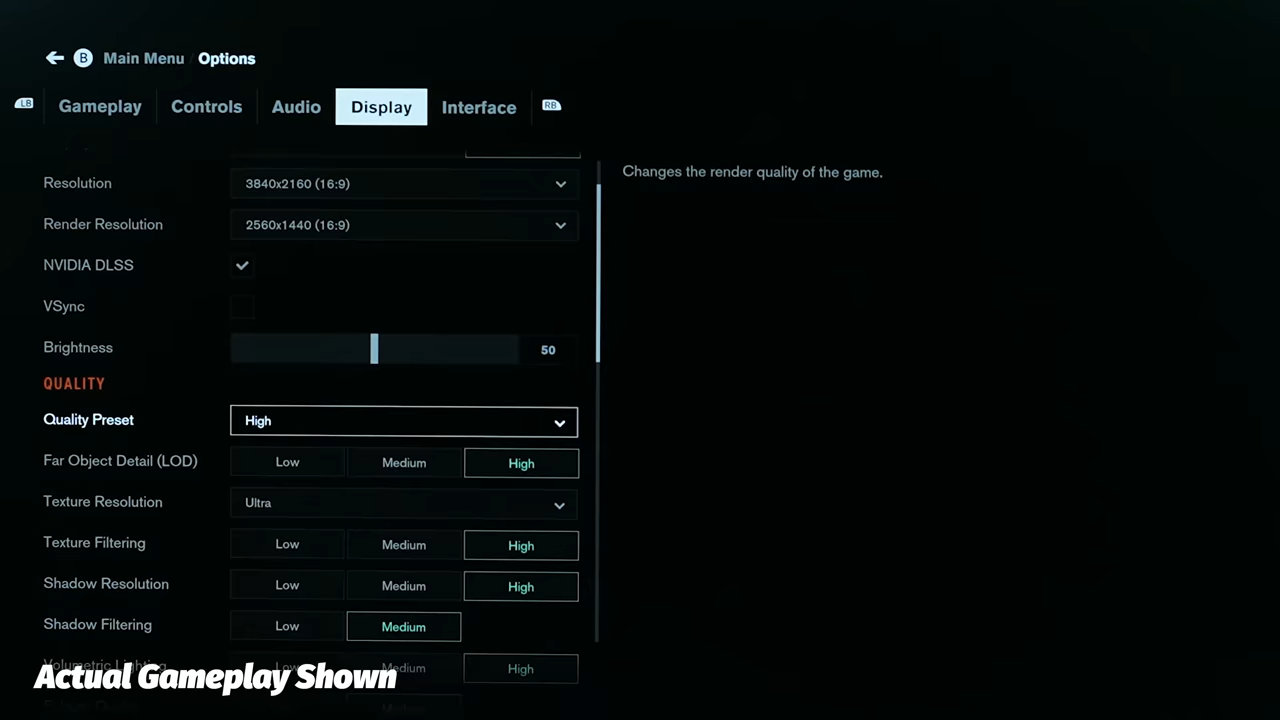 B Main Menu / Options
LB Gameplay Controls Audio Display Interface RB
Changes the render quality of the game.
Resolution 3840x2160 (16:9)
Render Resolution 2560x1440 (16:9)
NVIDIA DLSS
VSync
Brightness 50
QUALITY
Quality Preset High
Far Object Detail (LOD) Low Medium High
Texture Resolution Ultra
Texture Filtering Low Medium High
Shadow Resolution Low Medium High
Shadow Filtering Low Medium
Volumetric Lighting Low Medium High
Actual Gameplay Shown